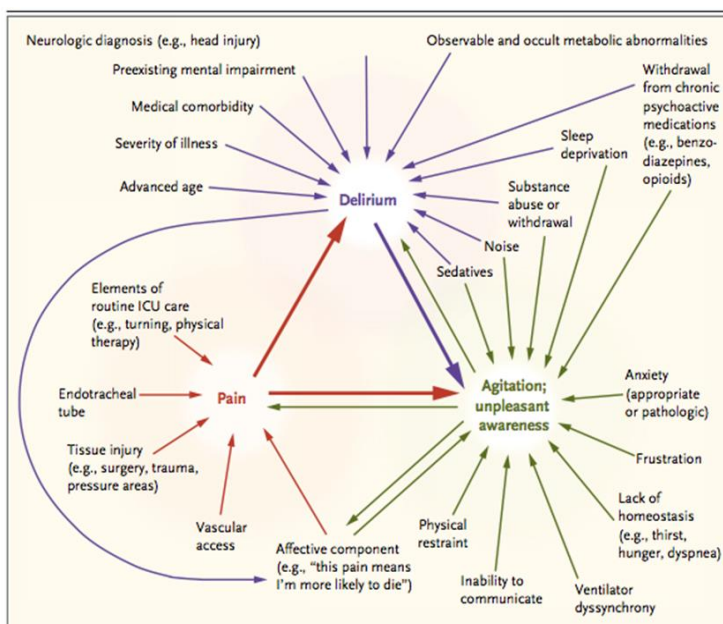 Neurologic diagnosis (e.g., head injury)
Observable and occult metabolic abnormalities
Preexisting mental impairment
Medical comorbidity
Severity of illness
Advanced age
Delirium
Withdrawal
from chronic
psychoactive
medications
(e.g., benzo-
diazepines,
opioids)
Sleep
deprivation
Substance
abuse or
withdrawal
Noise
Sedatives
Elements of
routine ICU care
(e.g., turning, physical
therapy)
Endotracheal
tube
Pain
Tissue injury
(e.g., surgery, trauma,
pressure areas)
Vascular
access
Affective component
(e.g., “this pain means
I’m more likely to die”)
Agitation;
unpleasant
awareness
Anxiety
(appropriate
or pathologic)
Frustration
Lack of
homeostasis
(e.g., thirst,
hunger, dyspnea)
Physical
restraint
Inability to
communicate
Ventilator
dyssynchrony